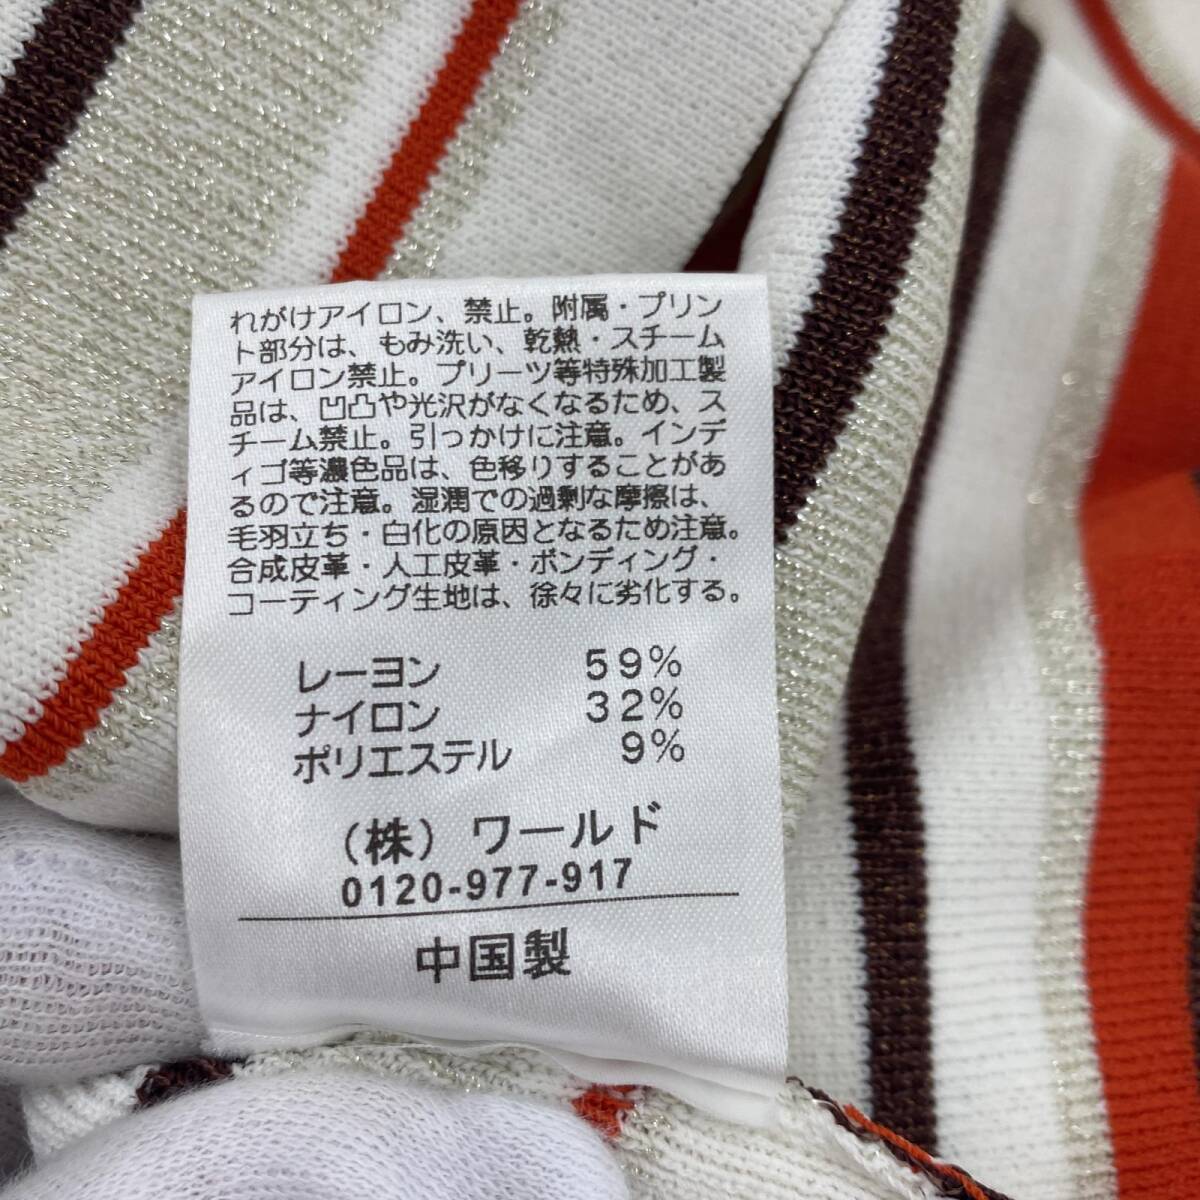 れがけアイロン、禁止。附属・プリン
ト部分は、もみ洗い、乾熱・スチーム
アイロン禁止。プリーツ等特殊加工製
品は、凹凸や光沢がなくなるため、ス
チーム禁止。引っかけに注意。インデ
ィゴ等濃色品は、色移りすることがあ
るので注意。湿潤での過剰な摩擦は、
毛羽立ち・白化の原因となるため注意。
合成皮革・人工皮革・ボンディング・
コーティング生地は、徐々に劣化する。
レーヨン 59%
ナイロン 32%
ポリエステル 9%
(株) ワールド
0120-977-917
中国製